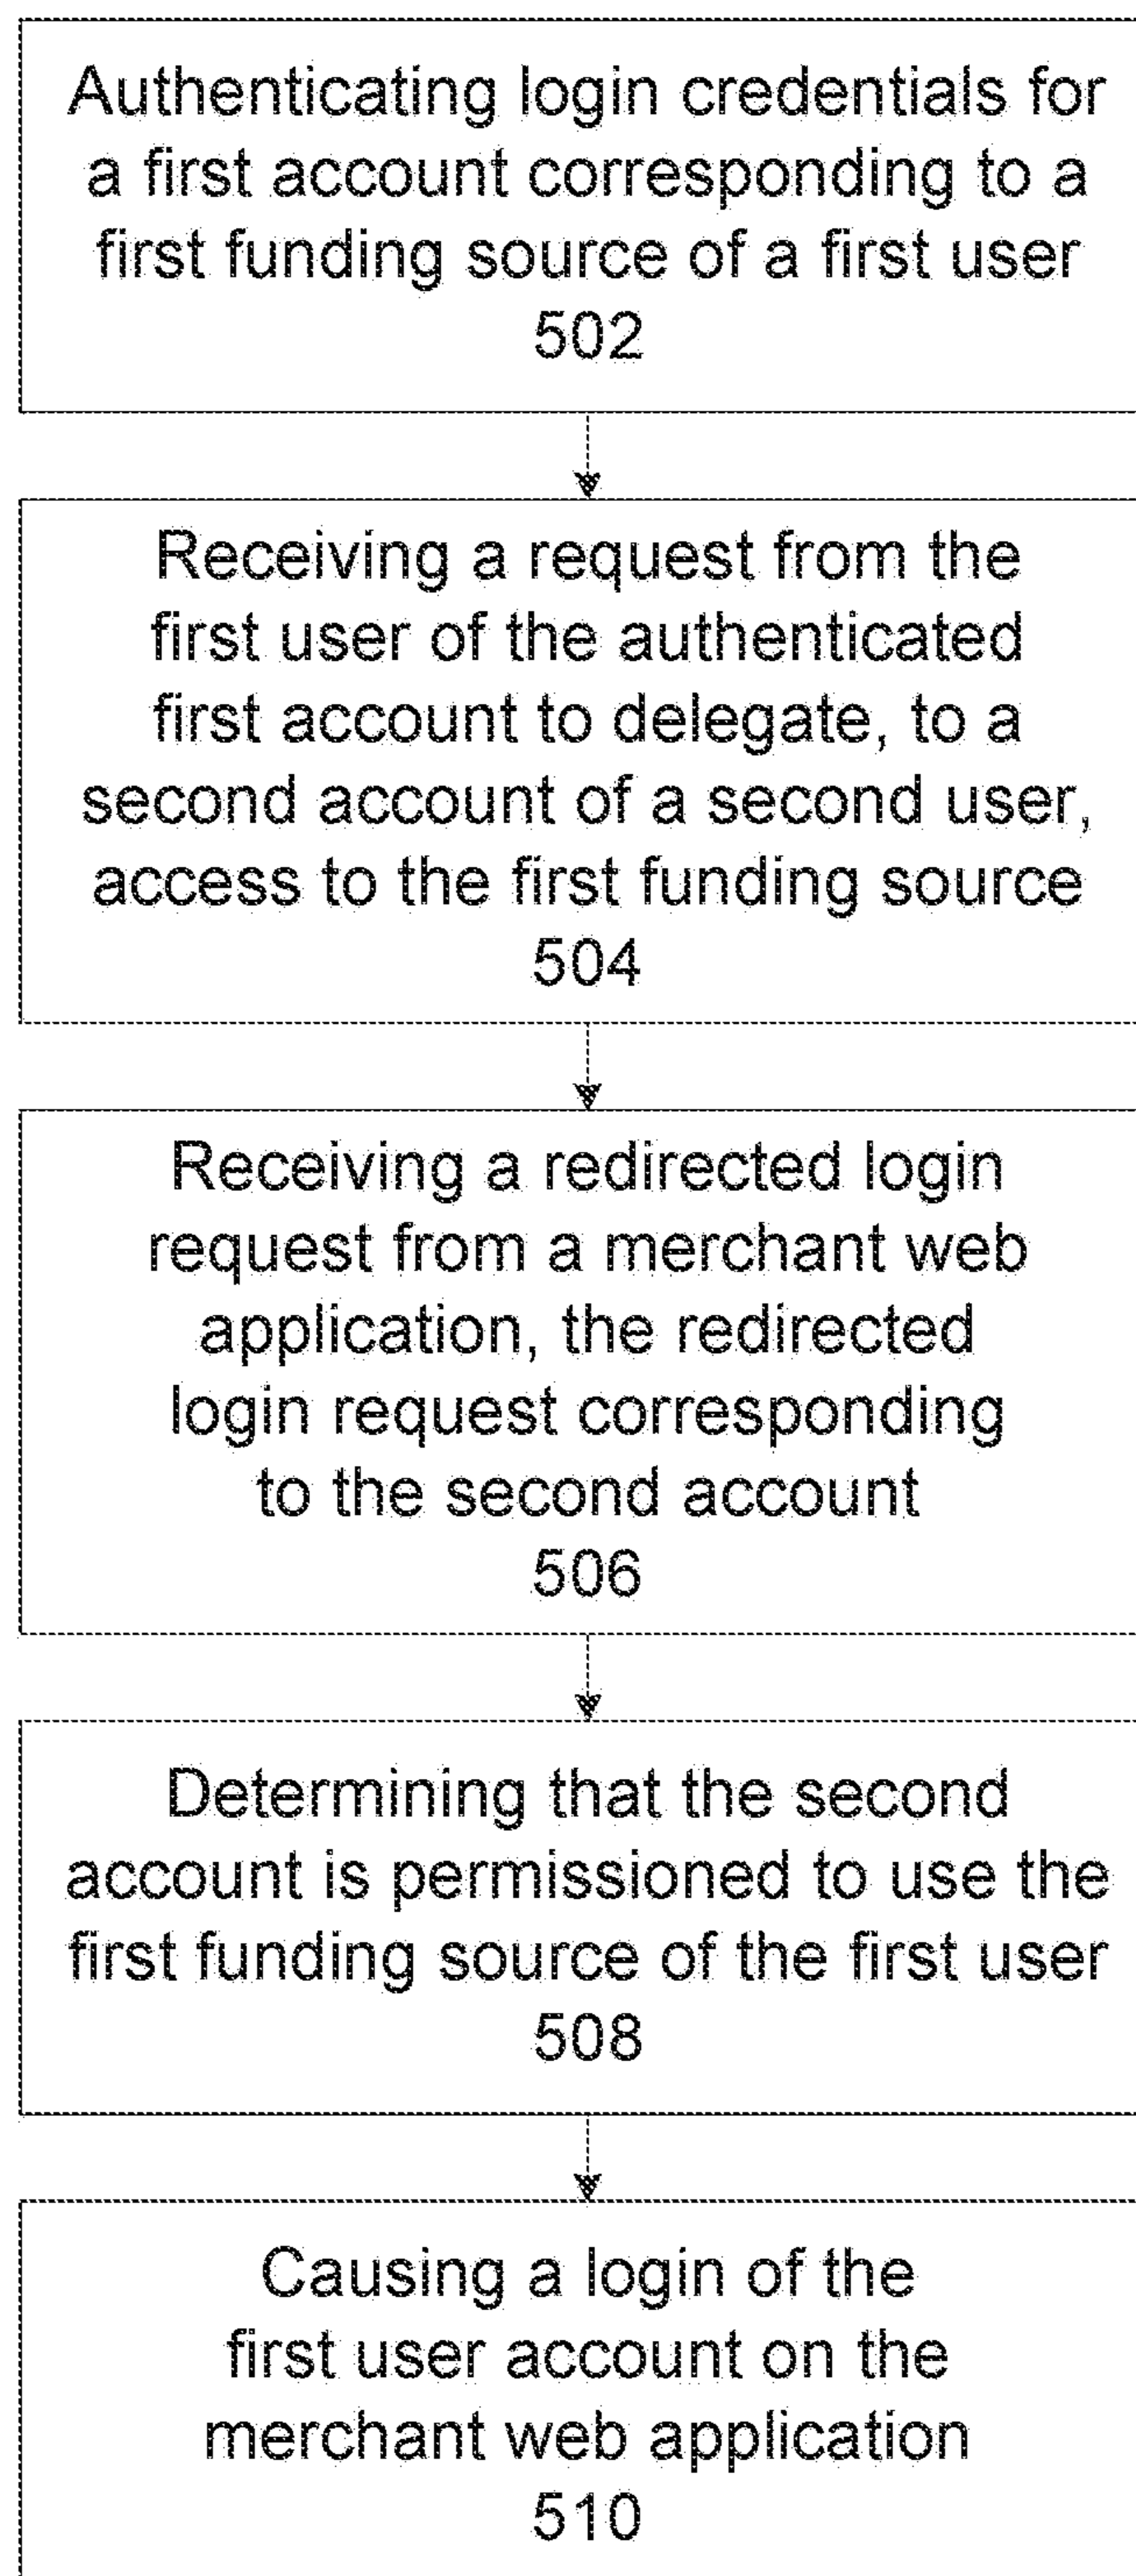 Authenticating login credentials for
a first account corresponding to a
first funding source of a first user
502
Receiving a request from the
first user of the authenticated
first account to delegate, to a
second account of a second user,
access to the first funding source
504
Receiving a redirected login
request from a merchant web
application, the redirected
login request corresponding
to the second account
506
Determining that the second
account is permissioned to use the
first funding source of the first user
508
Causing a login of the
first user account on the
merchant web application
510